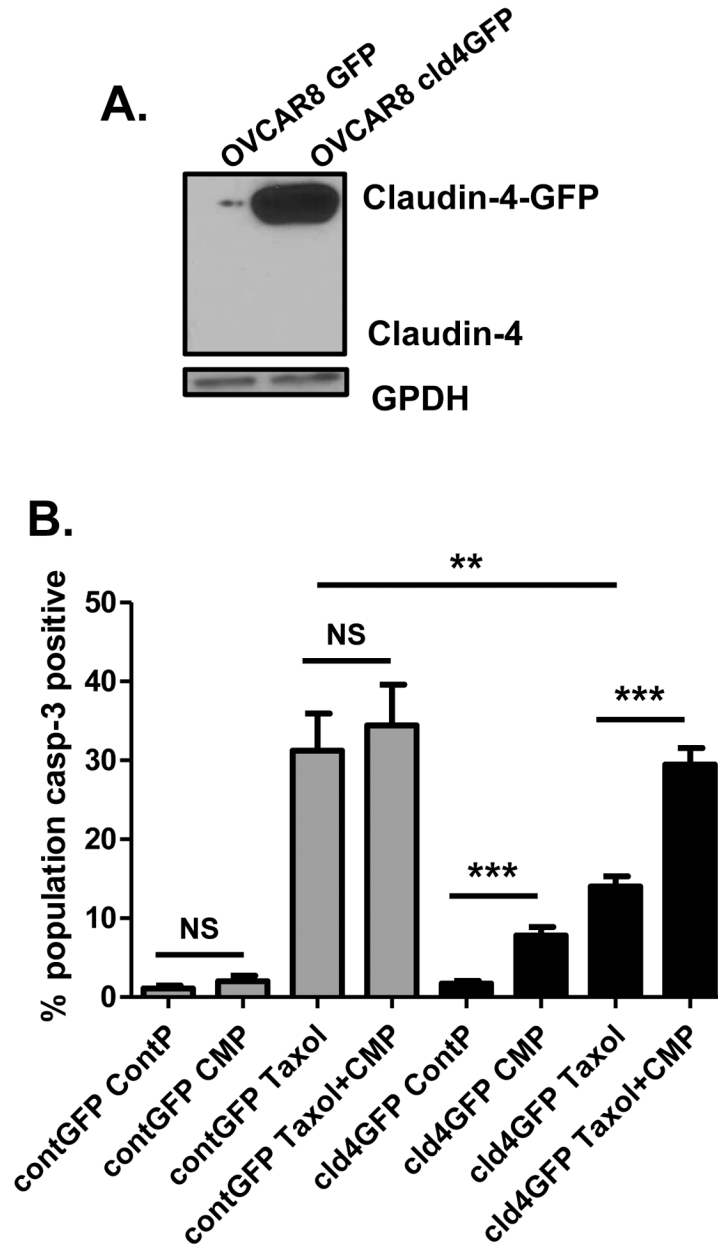 A.
OVCAR8 GFP
OVCAR8 cld4GFP
Claudin-4-GFP
Claudin-4
GPDH
B.
% population casp-3 positive
50
40
30
20
10
0
NS
NS
**
***
***
contGFP ContP
contGFP CMP
contGFP Taxol
contGFP Taxol+CMP
cld4GFP ContP
cld4GFP CMP
cld4GFP Taxol
cld4GFP Taxol+CMP